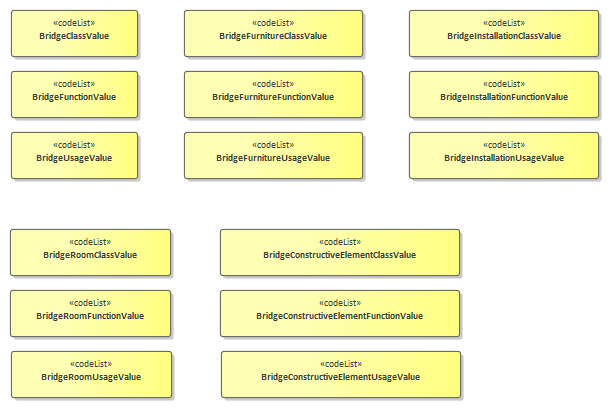 «codeList»
BridgeClassValue
«codeList»
BridgeFurnitureClassValue
«codeList»
BridgeInstallationClassValue
«codeList»
BridgeFunctionValue
«codeList»
BridgeFurnitureFunctionValue
«codeList»
BridgeInstallationFunctionValue
«codeList»
BridgeUsageValue
«codeList»
BridgeFurnitureUsageValue
«codeList»
BridgeInstallationUsageValue
«codeList»
BridgeRoomClassValue
«codeList»
BridgeConstructiveElementClassValue
«codeList»
BridgeRoomFunctionValue
«codeList»
BridgeConstructiveElementFunctionValue
«codeList»
BridgeRoomUsageValue
«codeList»
BridgeConstructiveElementUsageValue